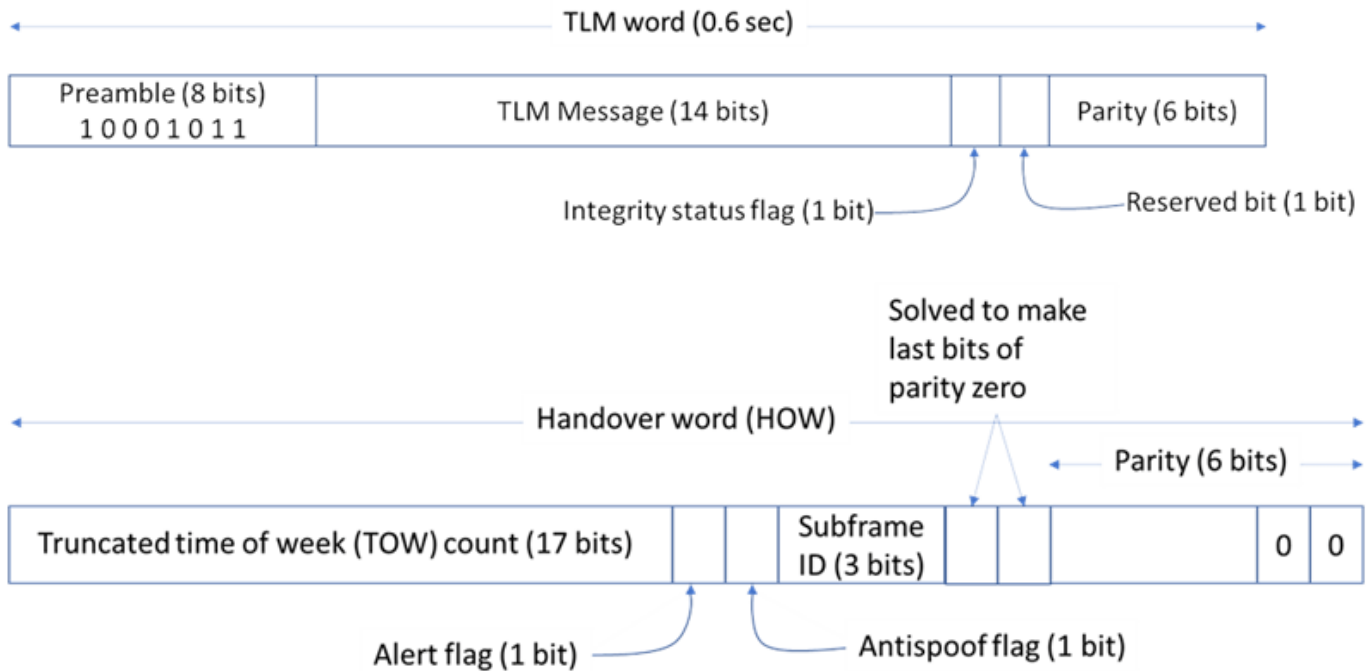 TLM word (0.6 sec)
Preamble (8 bits)
1 0 0 0 1 0 1 1
TLM Message (14 bits)
Parity (6 bits)
Integrity status flag (1 bit)
Reserved bit (1 bit)
Solved to make
last bits of
parity zero
Handover word (HOW)
Parity (6 bits)
Truncated time of week (TOW) count (17 bits)
Subframe
ID (3 bits)
0
0
Alert flag (1 bit)
Antispoof flag (1 bit)